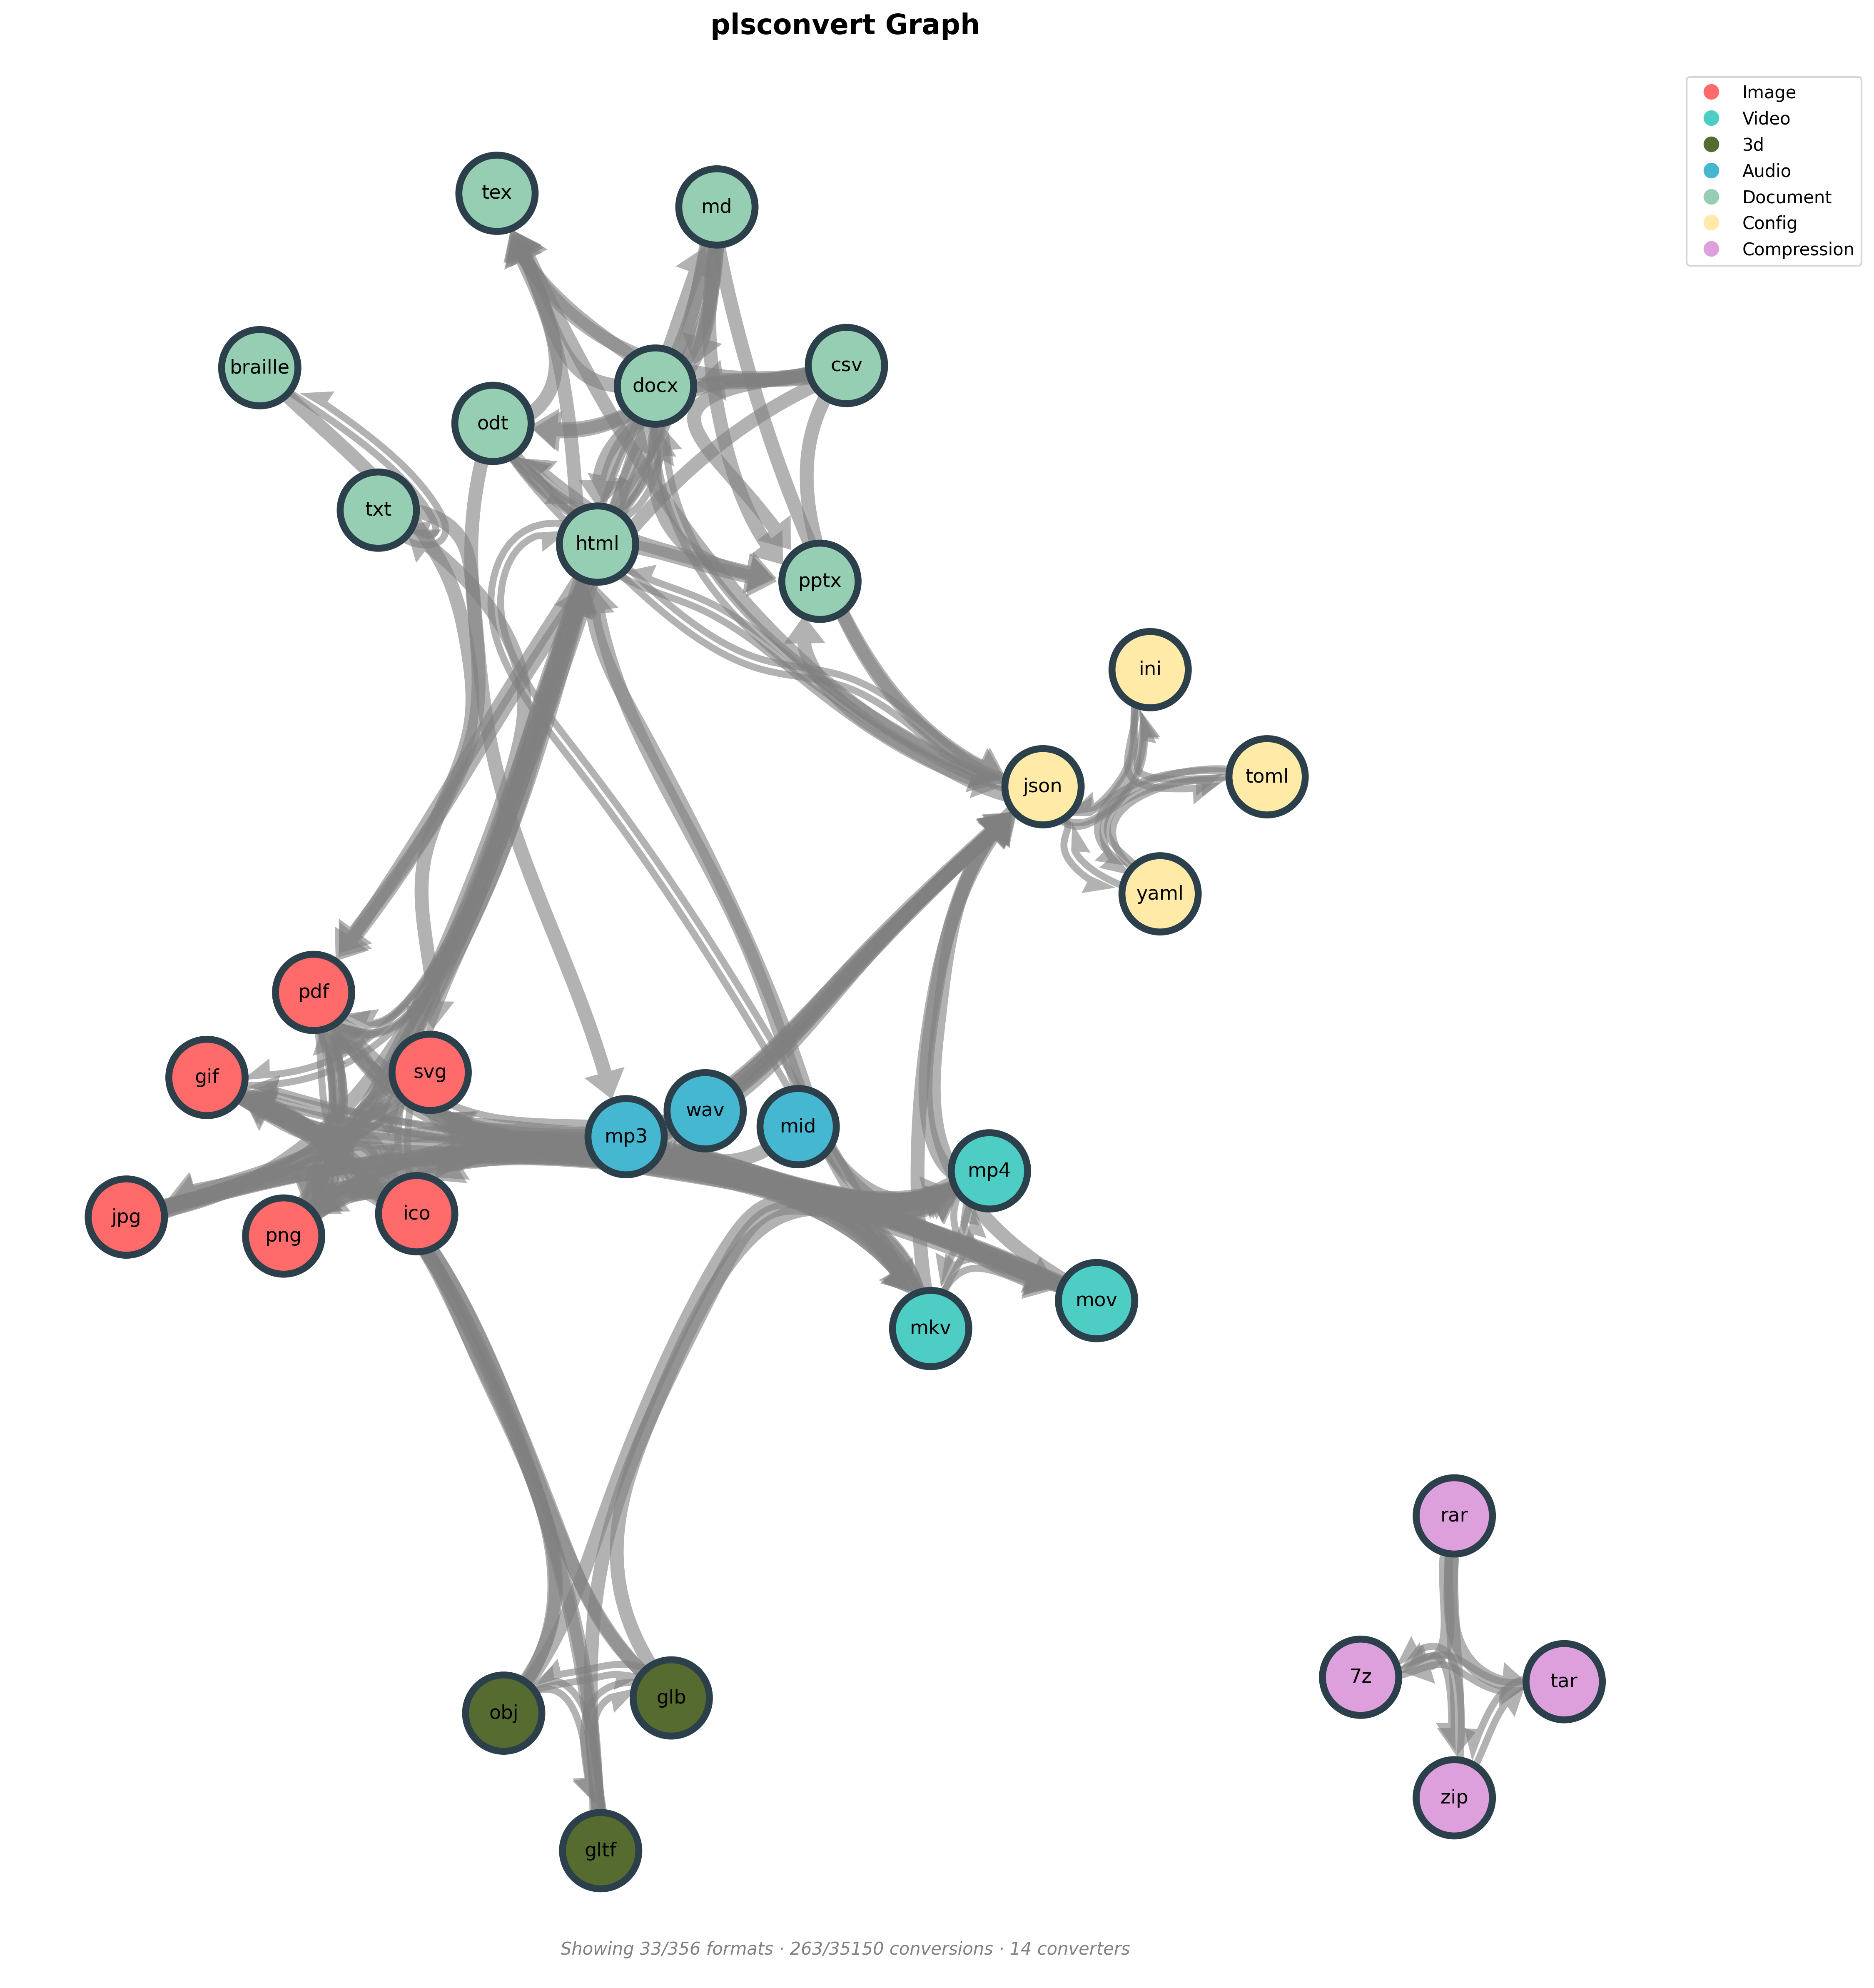 plsconvert Graph
Image
Video
3d
Audio
Document
Config
Compression
tex
md
braille
docx
csv
odt
txt
html
pptx
ini
json
toml
yaml
pdf
gif
svg
wav
mp3
mid
mp4
jpg
png
ico
mkv
mov
rar
7z
tar
obj
glb
zip
gltf
Showing 33/356 formats · 263/35150 conversions · 14 converters